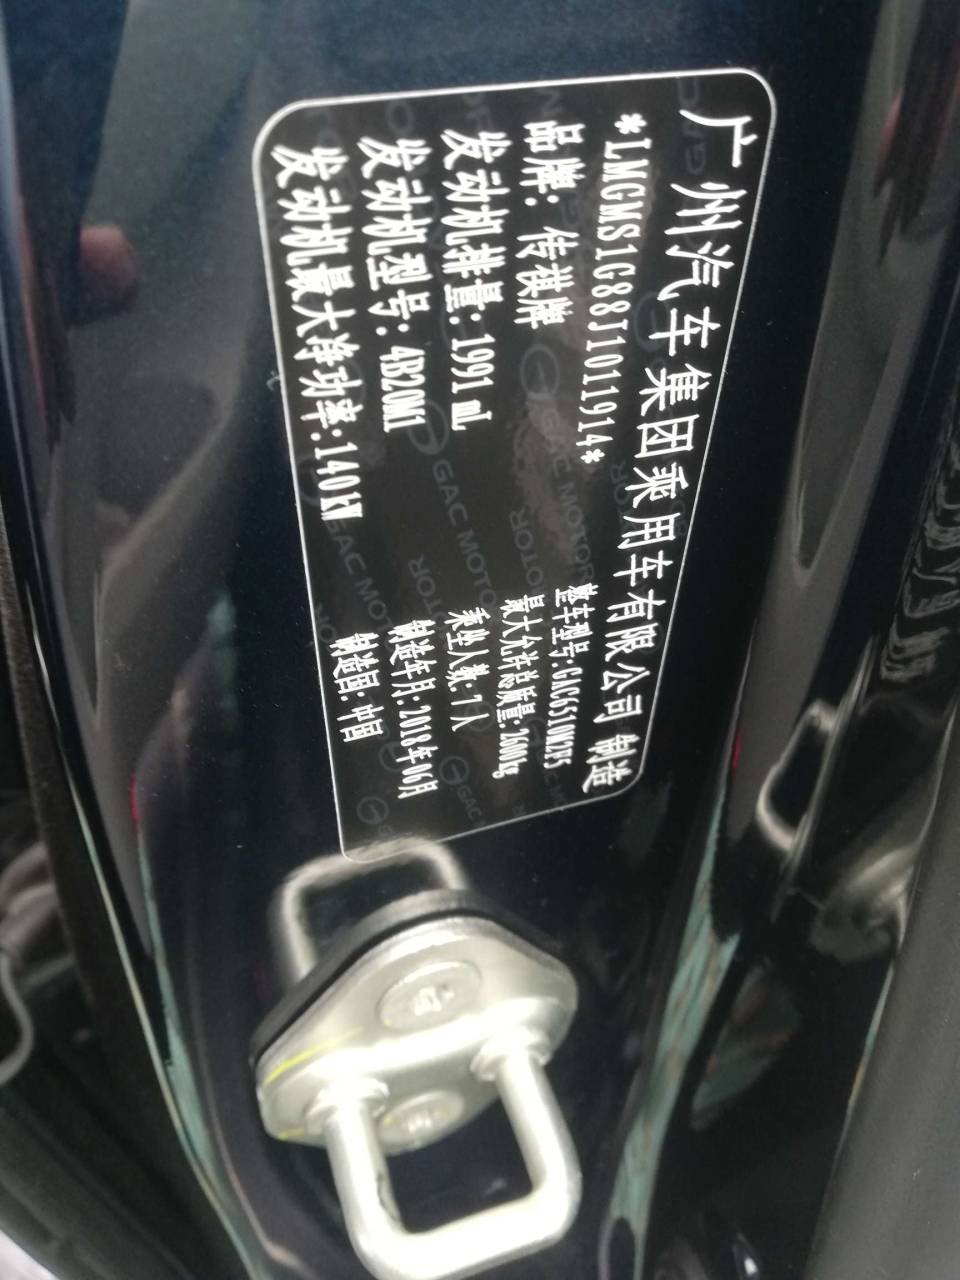 广州汽车集团乘用车有限公司 制造
*LMGMS1G88J1011914*
品牌: 传祺牌
整车型号:GAC6510M2F5
发动机排量:1991 mL
最大允许总质量:2600kg
发动机型号: 4B20M1
乘坐人数: 7人
发动机最大净功率:140kW
制造年月:2018年06月
制造国: 中国
GAC MOTOR